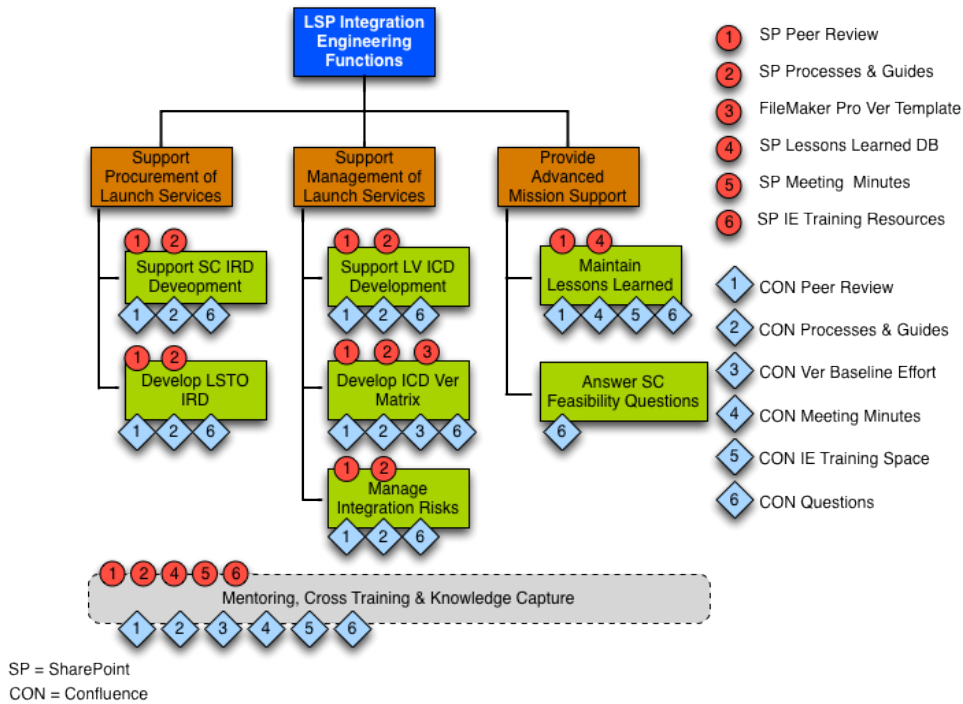 LSP Integration
Engineering
Functions
Support
Procurement of
Launch Services
Support
Management of
Launch Services
Provide
Advanced
Mission Support
1 2
Support SC IRD
Deveopment
1 2 6
1 2
Develop LSTO
IRD
1 2 6
1 2
Support LV ICD
Development
1 2 6
1 2 3
Develop ICD Ver
Matrix
1 2 3 6
1 2
Manage
Integration Risks
1 2 6
1 4
Maintain
Lessons Learned
1 4 5 6
Answer SC
Feasibility Questions
6
1 2 4 5 6
Mentoring, Cross Training & Knowledge Capture
1 2 3 4 5 6
1 SP Peer Review
2 SP Processes & Guides
3 FileMaker Pro Ver Template
4 SP Lessons Learned DB
5 SP Meeting Minutes
6 SP IE Training Resources
1 CON Peer Review
2 CON Processes & Guides
3 CON Ver Baseline Effort
4 CON Meeting Minutes
5 CON IE Training Space
6 CON Questions
SP = SharePoint
CON = Confluence